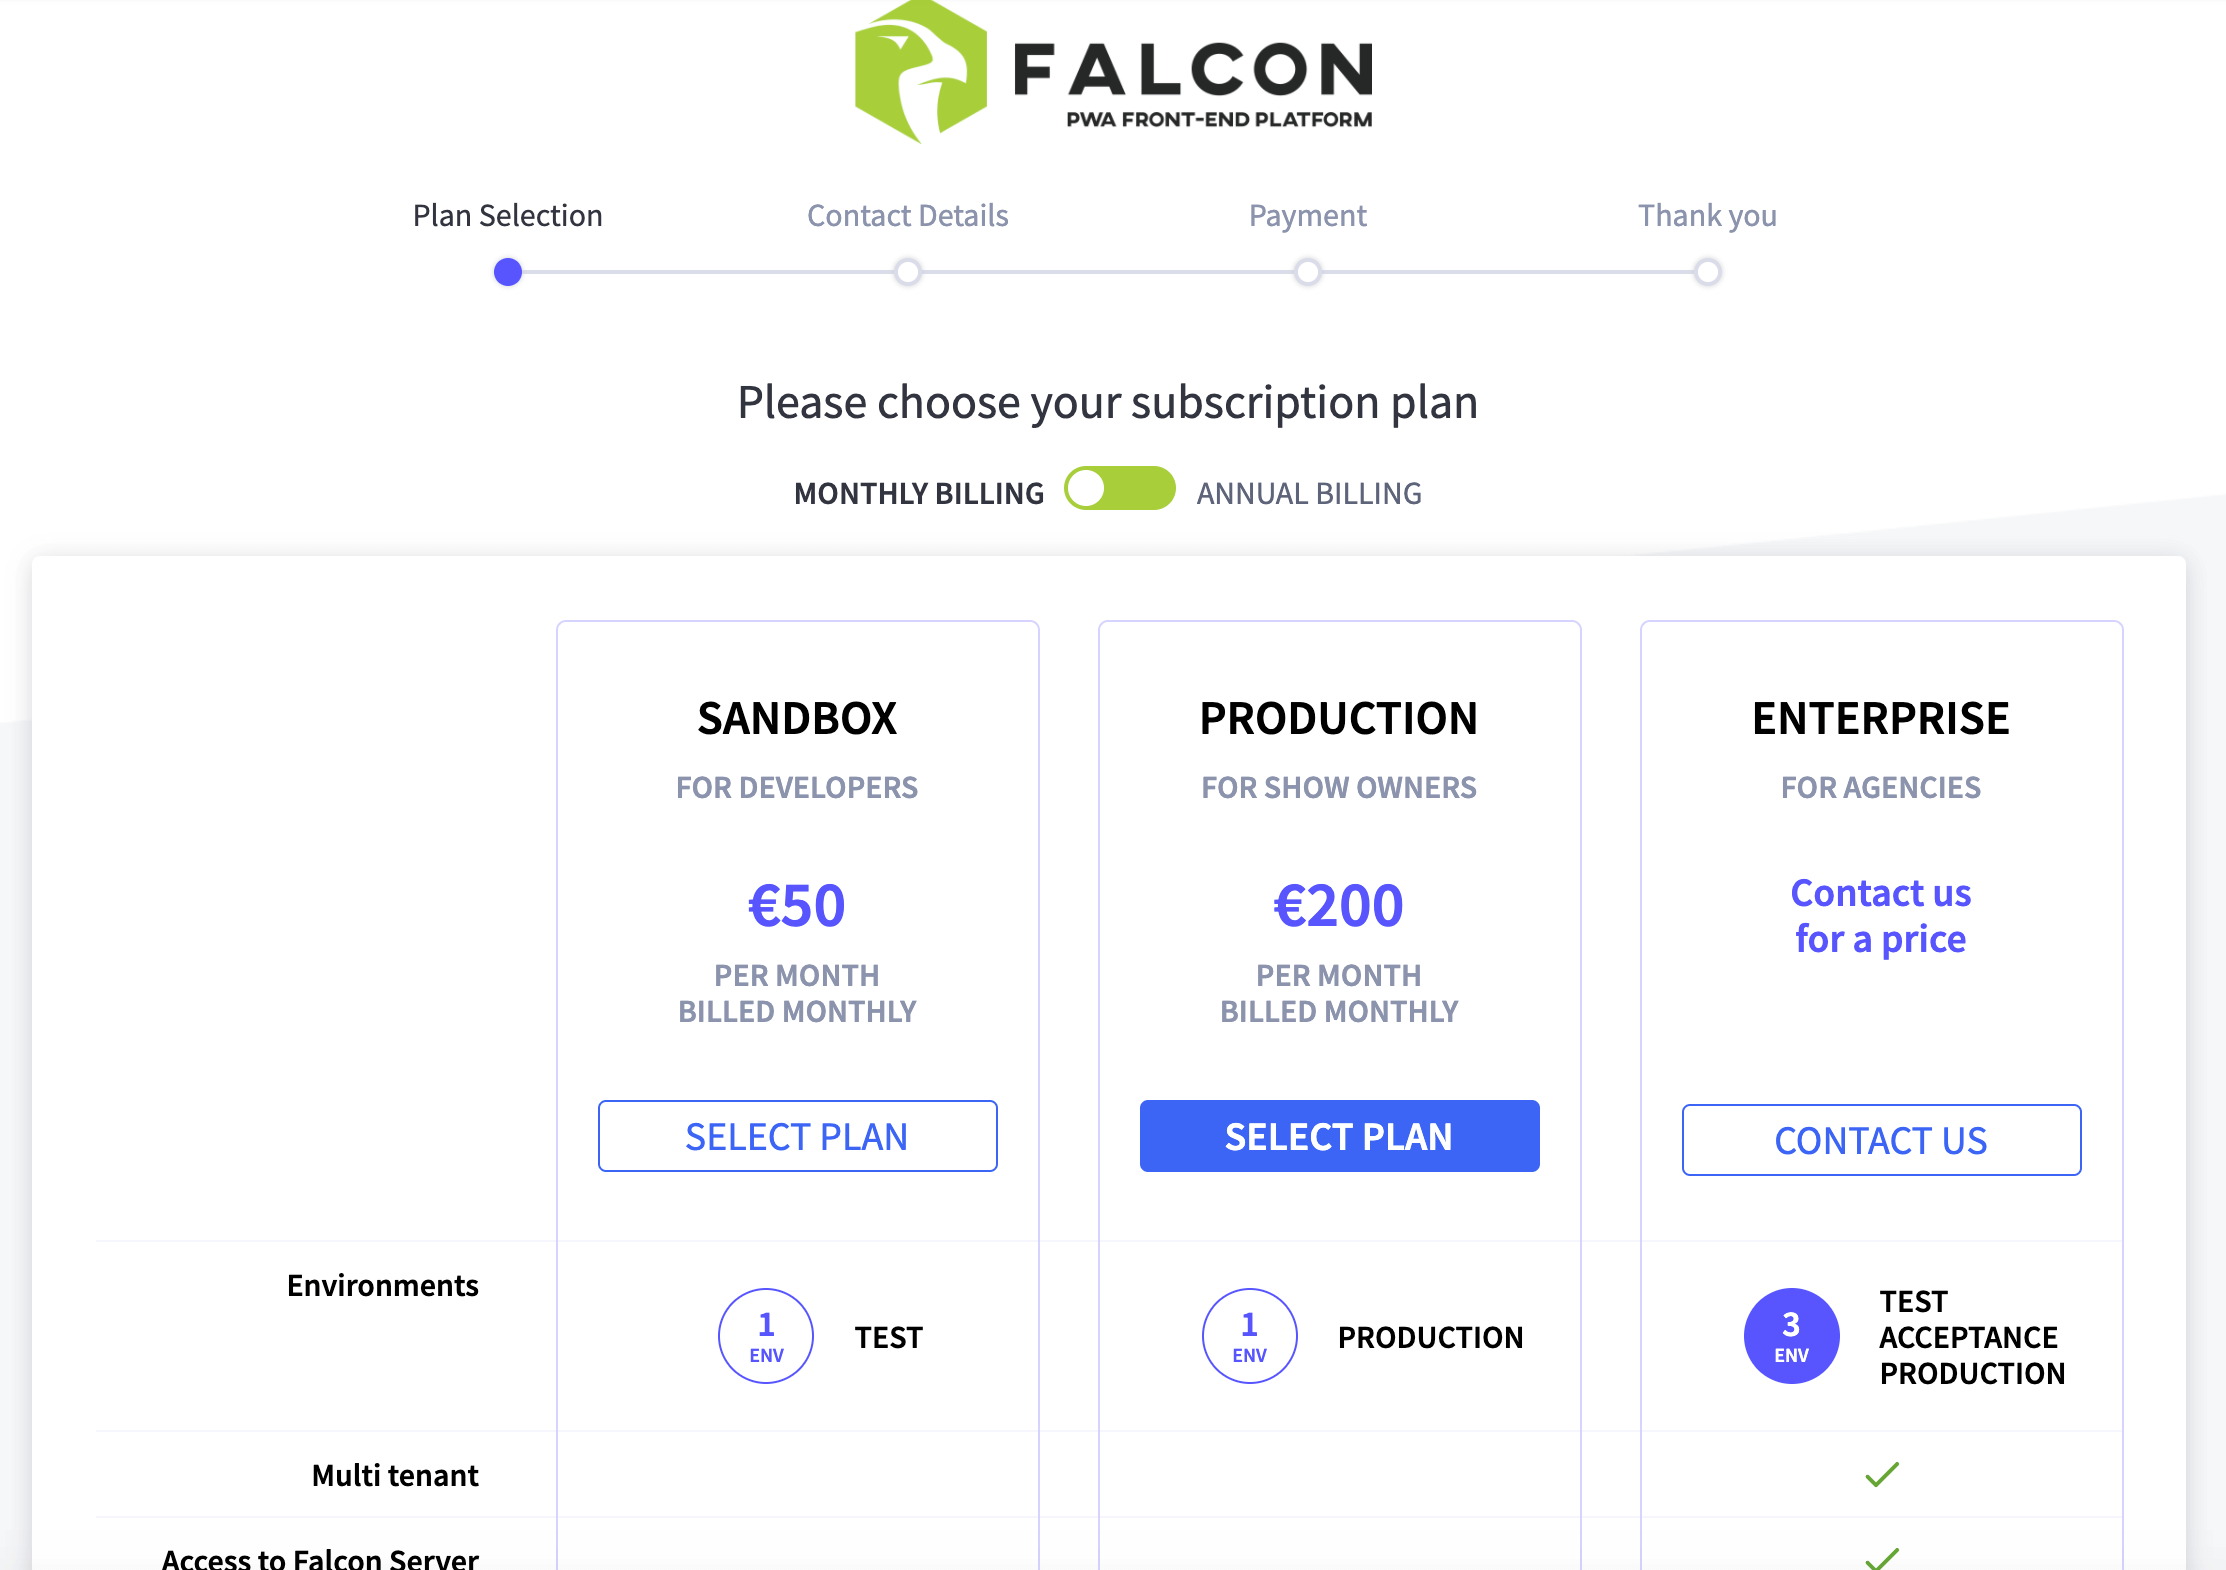 FALCON
PWA FRONT-END PLATFORM
Plan Selection
Contact Details
Payment
Thank you
Please choose your subscription plan
MONTHLY BILLING
ANNUAL BILLING
SANDBOX
FOR DEVELOPERS
€50
PER MONTH
BILLED MONTHLY
SELECT PLAN
PRODUCTION
FOR SHOW OWNERS
€200
PER MONTH
BILLED MONTHLY
SELECT PLAN
ENTERPRISE
FOR AGENCIES
Contact us
for a price
CONTACT US
Environments
1
ENV
TEST
1
ENV
PRODUCTION
3
ENV
TEST
ACCEPTANCE
PRODUCTION
Multi tenant
Access to Falcon Server